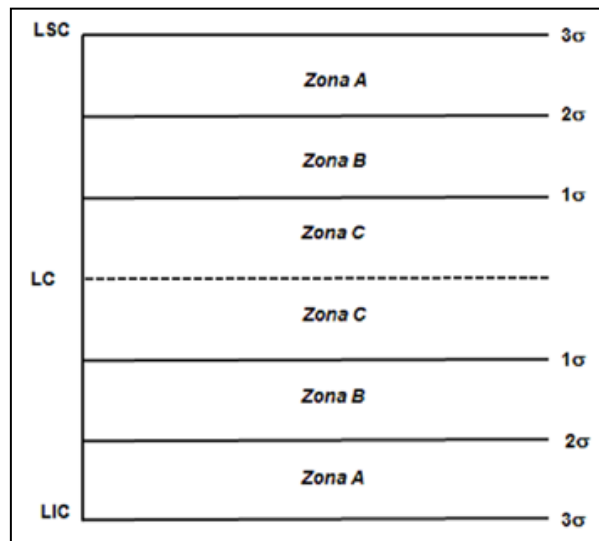 LSC 3σ
Zona A
2σ
Zona B
1σ
Zona C
LC
Zona C
1σ
Zona B
2σ
Zona A
LIC 3σ